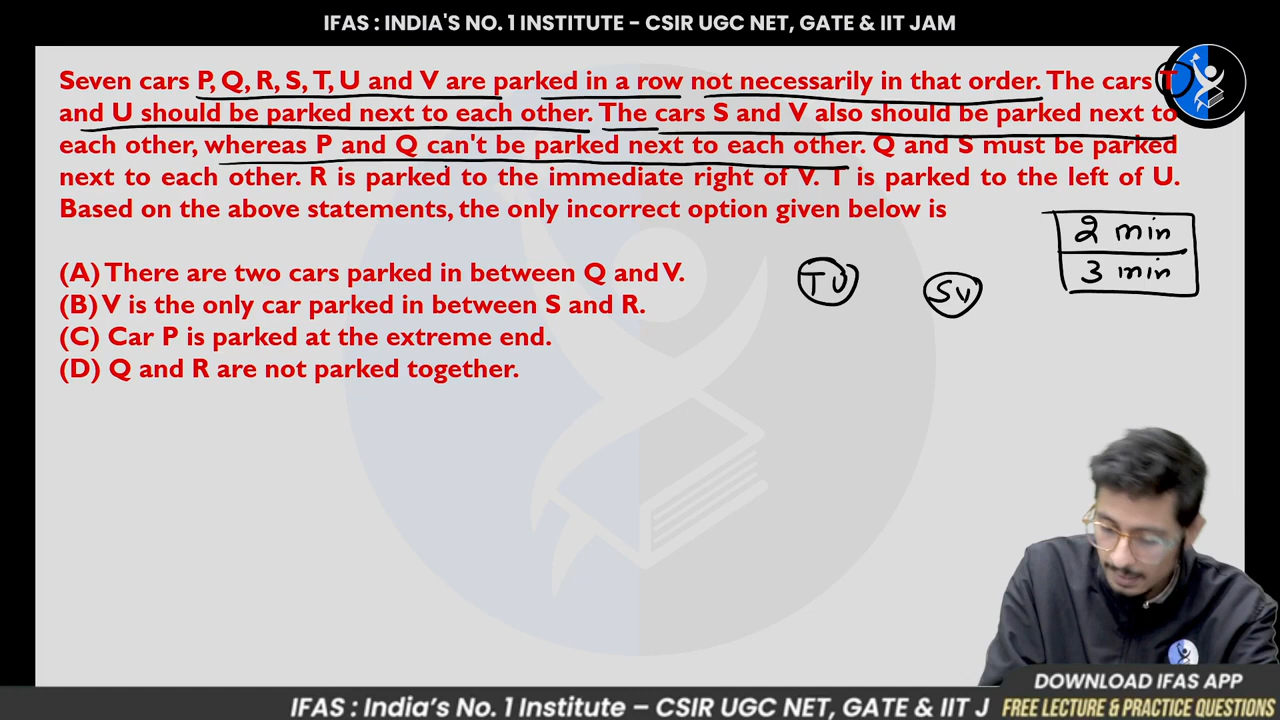 IFAS : INDIA'S NO. 1 INSTITUTE – CSIR UGC NET, GATE & IIT JAM
Seven cars P, Q, R, S, T, U and V are parked in a row not necessarily in that order. The cars T
and U should be parked next to each other. The cars S and V also should be parked next to
each other, whereas P and Q can't be parked next to each other. Q and S must be parked
next to each other. R is parked to the immediate right of V. T is parked to the left of U.
Based on the above statements, the only incorrect option given below is
2 min
3 min
(A) There are two cars parked in between Q and V.
(B) V is the only car parked in between S and R.
(C) Car P is parked at the extreme end.
(D) Q and R are not parked together.
TU
SV
DOWNLOAD IFAS APP
IFAS : India's No. 1 Institute – CSIR UGC NET, GATE & IIT J
FREE LECTURE & PRACTICE QUESTIONS